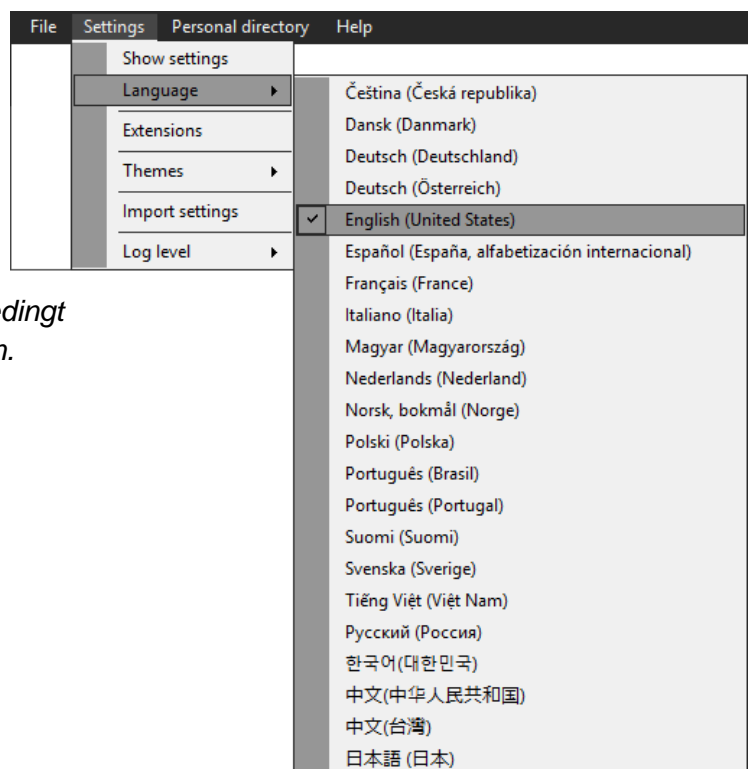 File Settings Personal directory Help
Show settings
Language
Extensions
Themes
Import settings
Log level
edingt
n.
Čeština (Česká republika)
Dansk (Danmark)
Deutsch (Deutschland)
Deutsch (Österreich)
English (United States)
Español (España, alfabetización internacional)
Français (France)
Italiano (Italia)
Magyar (Magyarország)
Nederlands (Nederland)
Norsk, bokmål (Norge)
Polski (Polska)
Português (Brasil)
Português (Portugal)
Suomi (Suomi)
Svenska (Sverige)
Tiếng Việt (Việt Nam)
Русский (Россия)
한국어(대한민국)
中文(中华人民共和国)
中文(台灣)
日本語 (日本)